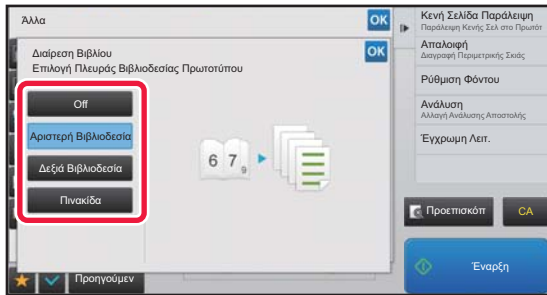 Άλλα
OK
Διαίρεση Βιβλίου
Επιλογή Πλευράς Βιβλιοδεσίας Πρωτοτύπου
OK
Off
Αριστερή Βιβλιοδεσία
Δεξιά Βιβλιοδεσία
Πινακίδα
6 7 9
Προηγούμεν
Κενή Σελίδα Παράλειψη
Παράλειψη Κενής Σελ στο Πρωτότ
Απαλοιφή
Διαγραφή Περιμετρικής Σκιάς
Ρύθμιση Φόντου
Ανάλυση
Αλλαγή Ανάλυσης Αποστολής
Έγχρωμη Λειτ.
Προεπισκόπ
CA
Έναρξη